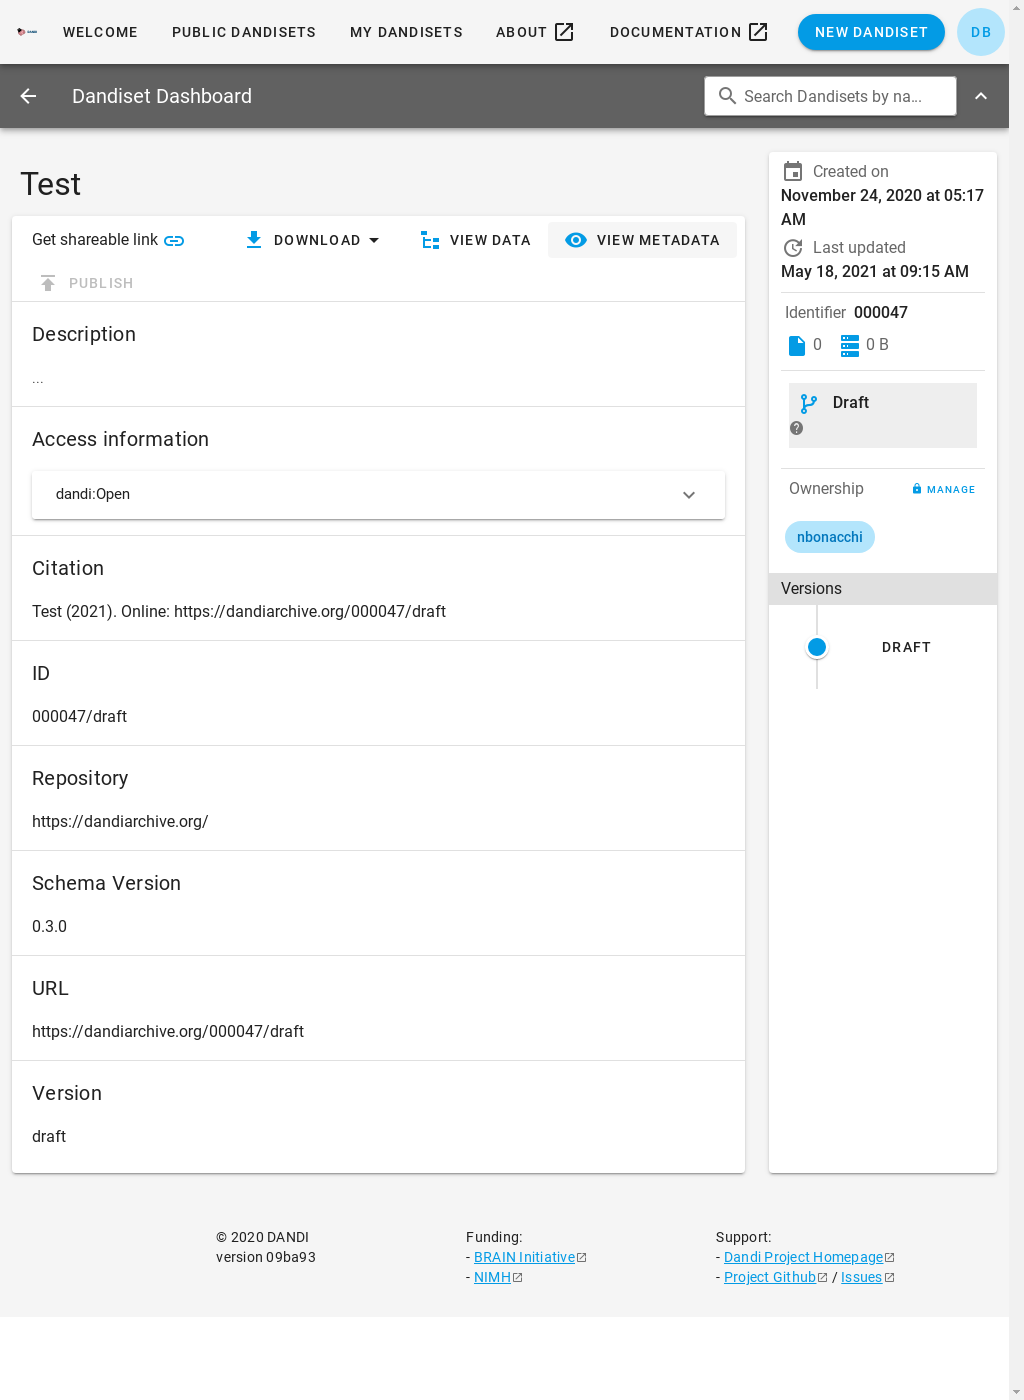 WELCOME PUBLIC DANDISETS MY DANDISETS ABOUT DOCUMENTATION NEW DANDISET DB
Dandiset Dashboard
Search Dandisets by na...
Test
Get shareable link DOWNLOAD VIEW DATA VIEW METADATA
PUBLISH
Description
...
Access information
dandi:Open
Citation
Test (2021). Online: https://dandiarchive.org/000047/draft
ID
000047/draft
Repository
https://dandiarchive.org/
Schema Version
0.3.0
URL
https://dandiarchive.org/000047/draft
Version
draft
Created on
November 24, 2020 at 05:17
AM
Last updated
May 18, 2021 at 09:15 AM
Identifier 000047
0 0 B
Draft
Ownership MANAGE
nbonacchi
Versions
DRAFT
© 2020 DANDI
version 09ba93
Funding:
- BRAIN Initiative
- NIMH
Support:
- Dandi Project Homepage
- Project Github / Issues